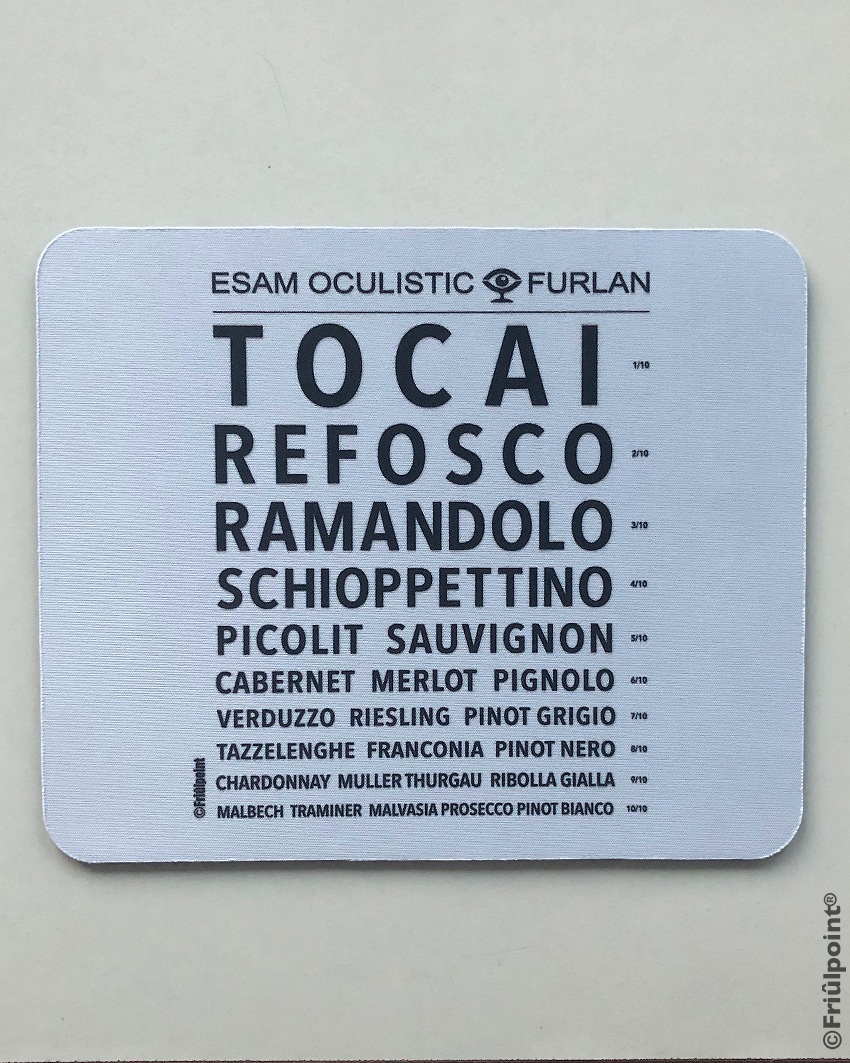 ESAM OCULISTIC FURLAN
TOCAI 1/10
REFOSCO 2/10
RAMANDOLO 3/10
SCHIOPPETTINO 4/10
PICOLIT SAUVIGNON 5/10
CABERNET MERLOT PIGNOLO 6/10
VERDUZZO RIESLING PINOT GRIGIO 7/10
TAZZELENGHE FRANCONIA PINOT NERO 8/10
CHARDONNAY MULLER THURGAU RIBOLLA GIALLA 9/10
MALBECH TRAMINER MALVASIA PROSECCO PINOT BIANCO 10/10
©Friûlpoint
©Friûlpoint®